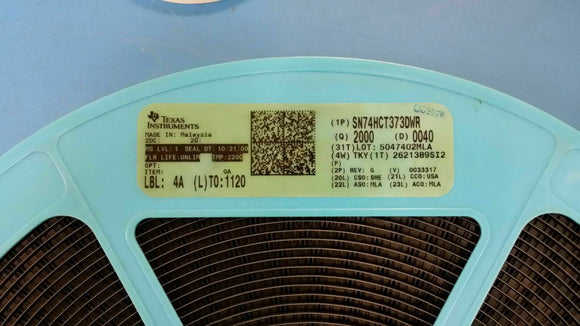 TEXAS
INSTRUMENTS
MADE IN: Malaysia
2DC: 20:
MS LVL: 1 SEAL DT: 10/21/00
FLR LIFE:UNLIM TMP:220C
OPT:
ITEM: 0A
LBL: 4A (L)TO:1120
(1P) SN74HCT373DWR
(Q) 2000 (D) 0040
(31T)LOT: 5047402MLA
(4W) TKY(1T) 2621389SI2
(P)
(2P) REV: G (V) 0033317
(20L) CSO:SHE (21L) CCO:USA
(22L) ASO:MLA (23L) ACO:MLA